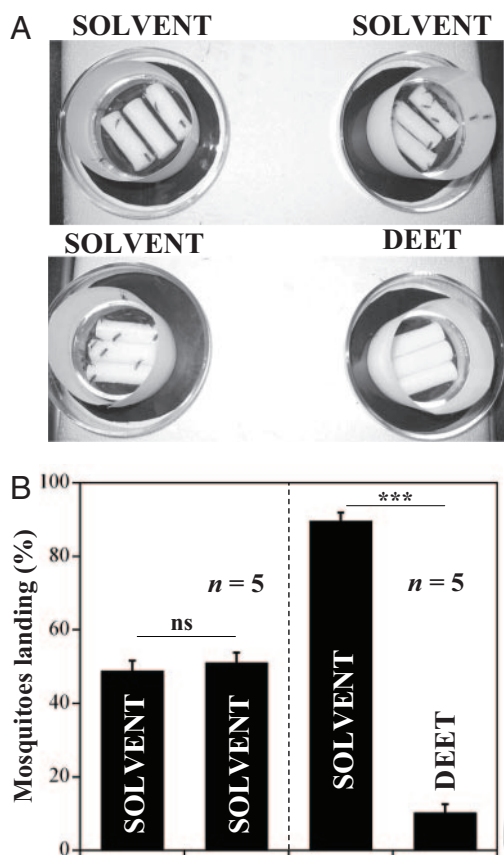 A
SOLVENT SOLVENT
SOLVENT DEET
B
Mosquitoes landing (%)
100
80
60
40
20
0
n = 5
ns
SOLVENT
SOLVENT
***
n = 5
SOLVENT
DEET